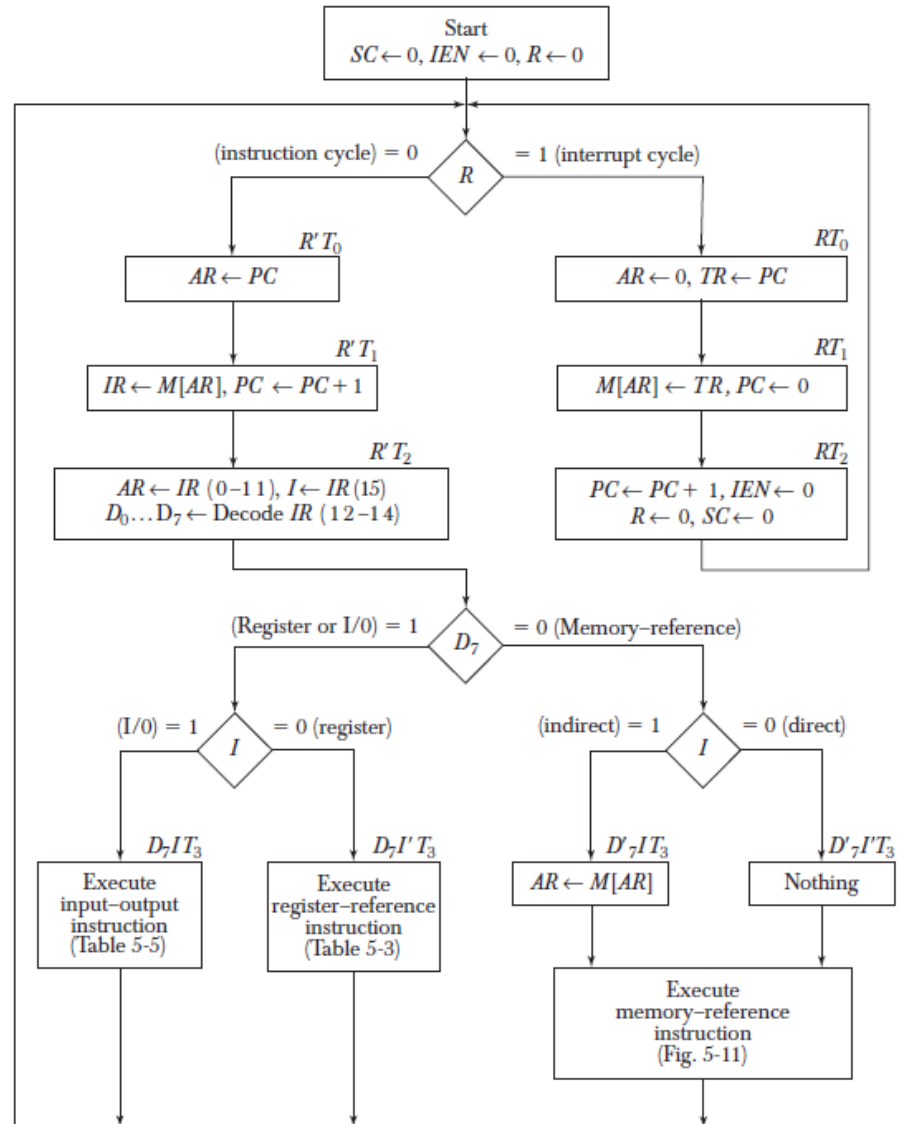 Start
SC ← 0, IEN ← 0, R ← 0
(instruction cycle) = 0
= 1 (interrupt cycle)
R
R' T₀
AR ← PC
RT₀
AR ← 0, TR ← PC
R' T₁
IR ← M[AR], PC ← PC + 1
RT₁
M[AR] ← TR, PC ← 0
R' T₂
AR ← IR (0–11), I ← IR (15)
D₀...D₇ ← Decode IR (12–14)
RT₂
PC ← PC + 1, IEN ← 0
R ← 0, SC ← 0
(Register or I/0) = 1
= 0 (Memory–reference)
D₇
(I/0) = 1
= 0 (register)
I
(indirect) = 1
= 0 (direct)
I
D₇IT₃
Execute
input–output
instruction
(Table 5-5)
D₇I' T₃
Execute
register–reference
instruction
(Table 5-3)
D'₇IT₃
AR ← M[AR]
D'₇I'T₃
Nothing
Execute
memory–reference
instruction
(Fig. 5-11)